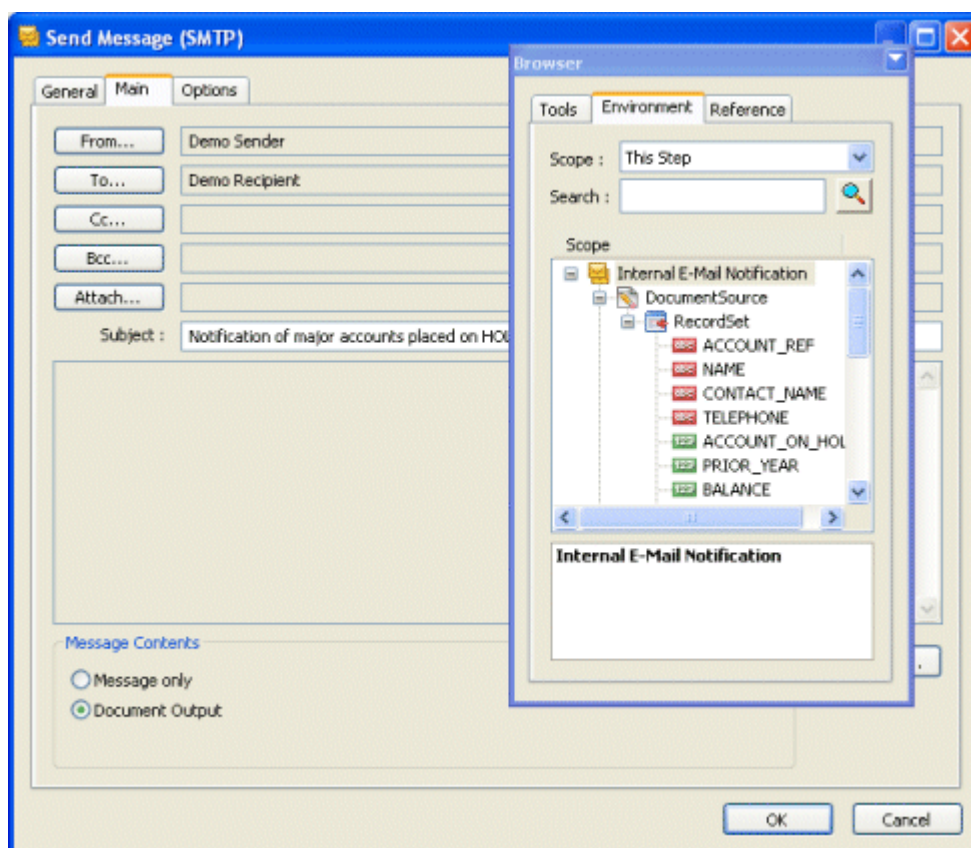 Send Message (SMTP)
General Main Options
From... Demo Sender
To... Demo Recipient
Cc...
Bcc...
Attach...
Subject : Notification of major accounts placed on HOL
Message Contents
Message only
Document Output
OK Cancel
Browser
Tools Environment Reference
Scope : This Step
Search :
Scope
Internal E-Mail Notification
DocumentSource
RecordSet
ACCOUNT_REF
NAME
CONTACT_NAME
TELEPHONE
ACCOUNT_ON_HOL
PRIOR_YEAR
BALANCE
Internal E-Mail Notification